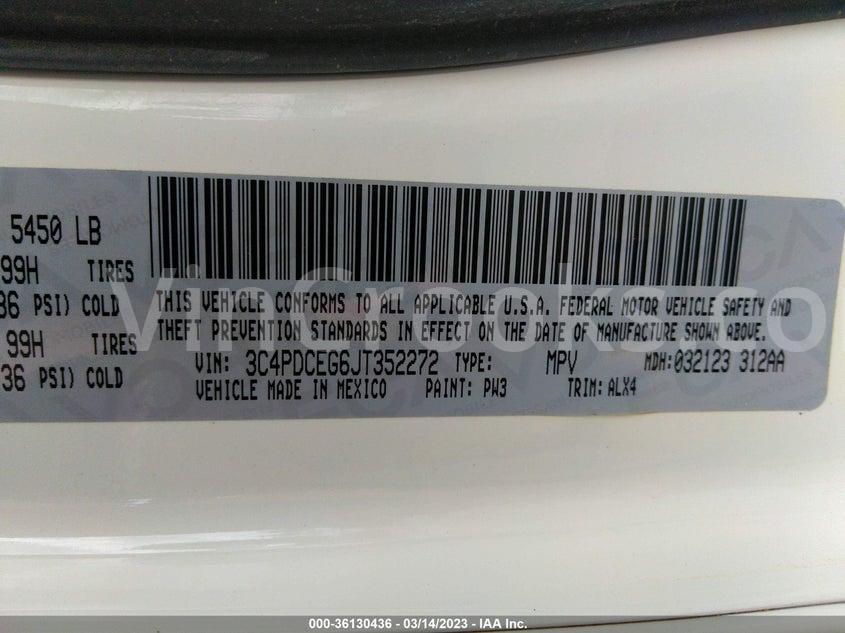 5450 LB
99H TIRES
36 PSI) COLD
99H TIRES
36 PSI) COLD
THIS VEHICLE CONFORMS TO ALL APPLICABLE U.S.A. FEDERAL MOTOR VEHICLE SAFETY AND
THEFT PREVENTION STANDARDS IN EFFECT ON THE DATE OF MANUFACTURE SHOWN ABOVE.
VIN: 3C4PDCEG6JT352272 TYPE: MPV MDH: 032123 312AA
VEHICLE MADE IN MEXICO PAINT: PW3 TRIM: ALX4
VinCrooks.co
000-36130436 - 03/14/2023 - IAA Inc.